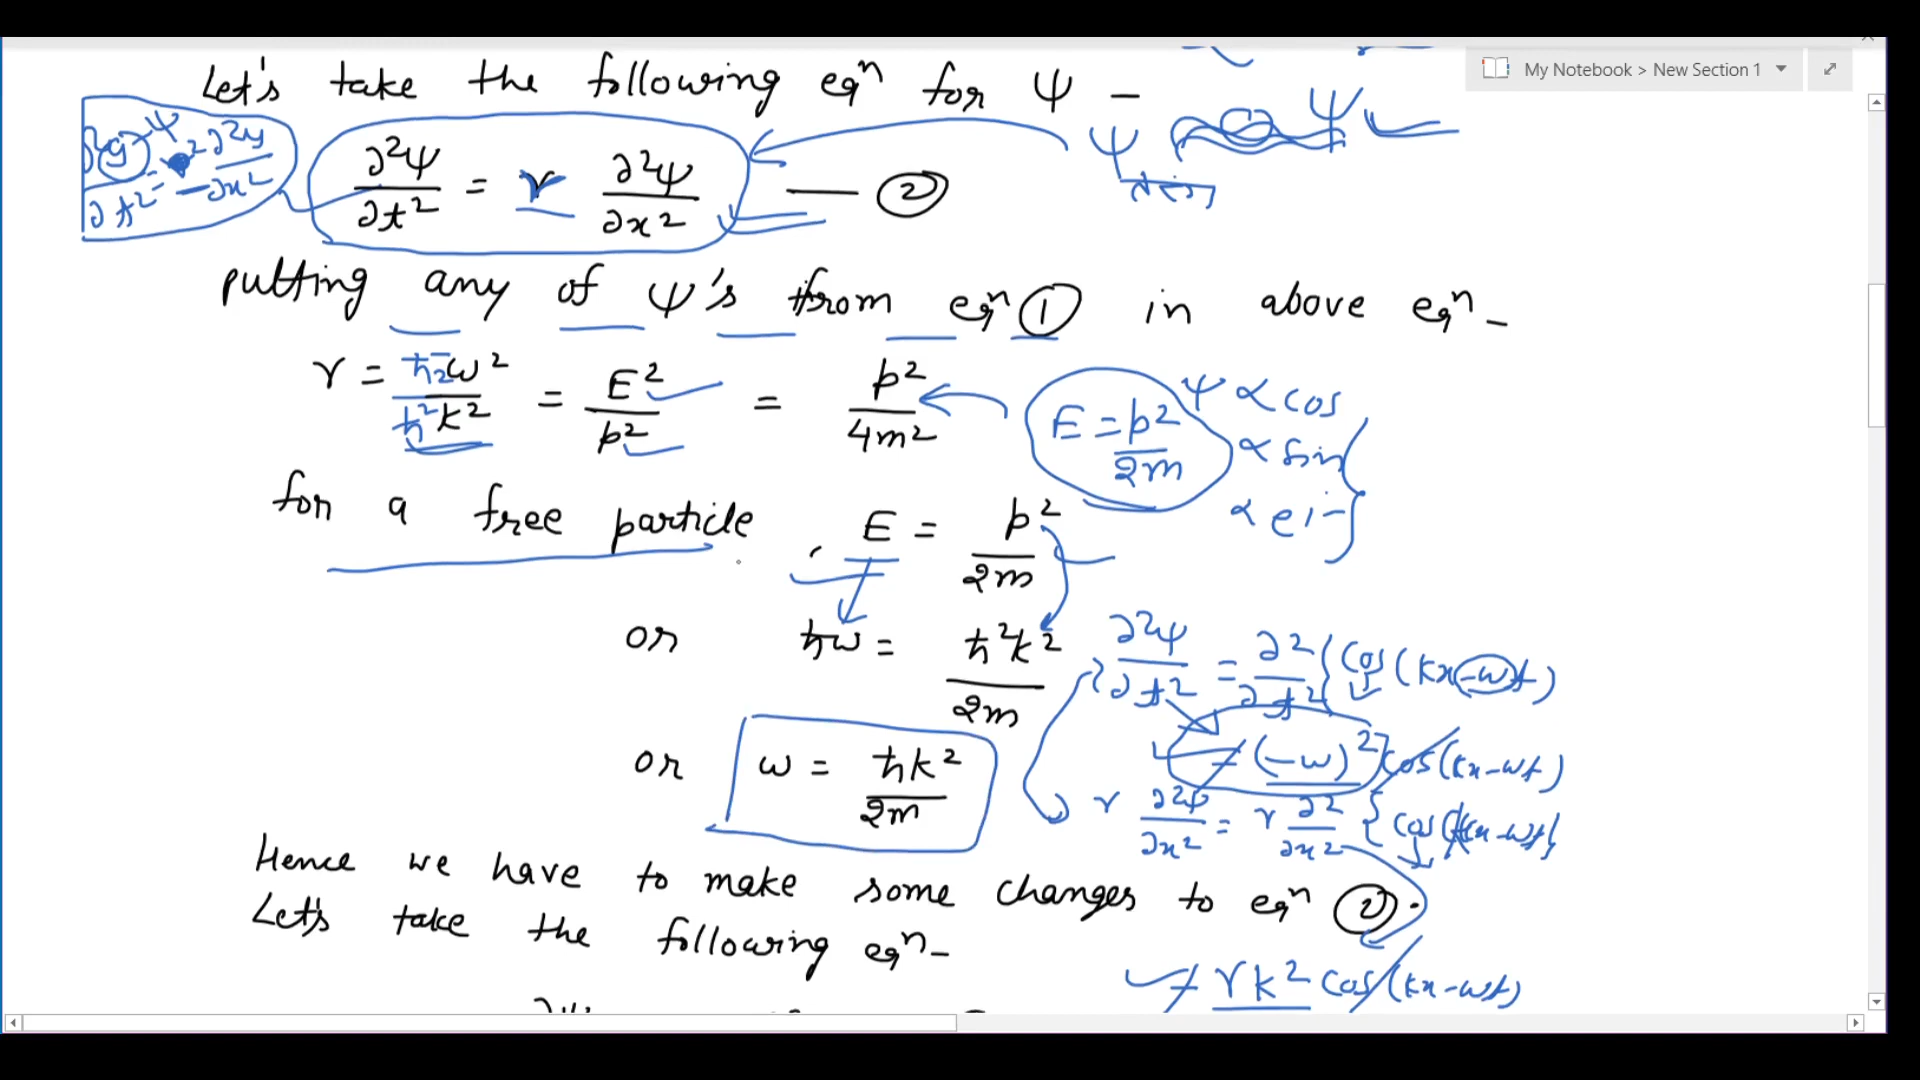 My Notebook > New Section 1
Let's take the following eqⁿ for ψ —
ψ
ψ
∂²ψ/∂t² = γ ∂²ψ/∂x² —— ②
putting any of ψ's from eqⁿ ① in above eqⁿ -
γ = ħ²ω²/ħ²k² = E²/p² = p²/4m²
E = p²/2m
ψ ∝ cos
∝ sin
∝ ei-
for a free particle , E = p²/2m
or ħω = ħ²k²/2m
∂²ψ/∂t² = ∂²/∂t² { cos (kx-ωt)
or ω = ħk²/2m
= (-ω)² cos(kx-ωt)
γ ∂²ψ/∂x² = γ ∂²/∂x² { cos (kx-ωt)
Hence we have to make some changes to eqⁿ ②.
Let's take the following eqⁿ -
= γk² cos(kx-ωt)